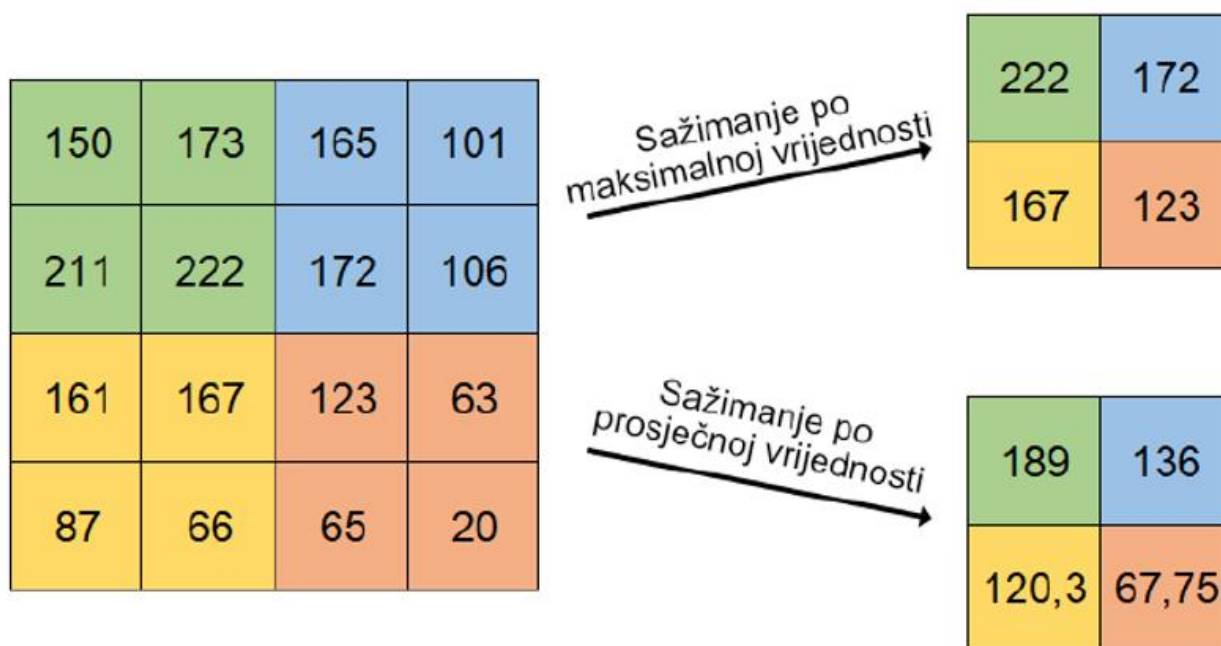 150 173 165 101
211 222 172 106
161 167 123 63
87 66 65 20
Sažimanje po
maksimalnoj vrijednosti
222 172
167 123
Sažimanje po
prosječnoj vrijednosti
189 136
120,3 67,75